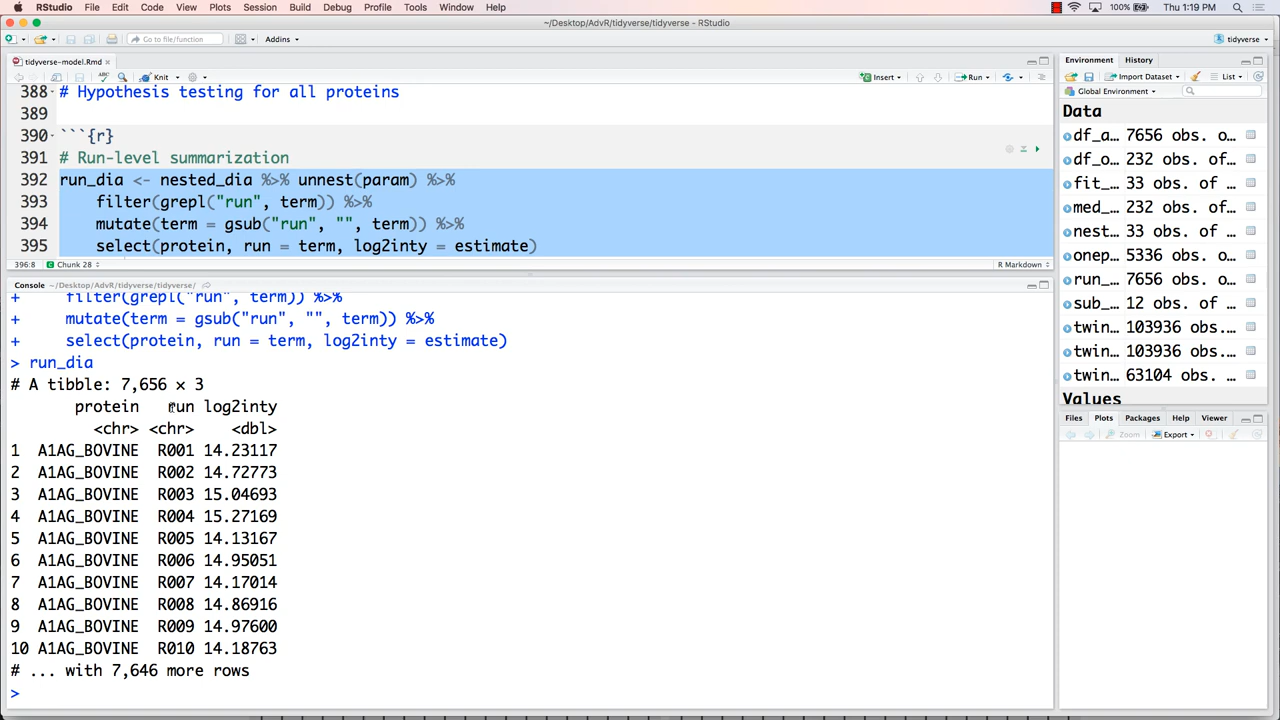 RStudio File Edit Code View Plots Session Build Debug Profile Tools Window Help 100% Thu 1:19 PM
~/Desktop/AdvR/tidyverse/tidyverse - RStudio
Go to file/function Addins tidyverse
tidyverse-model.Rmd
Knit Insert Run
388 # Hypothesis testing for all proteins
389
390 ```{r}
391 # Run-level summarization
392 run_dia <- nested_dia %>% unnest(param) %>%
393 filter(grepl("run", term)) %>%
394 mutate(term = gsub("run", "", term)) %>%
395 select(protein, run = term, log2inty = estimate)
396:8 Chunk 28 R Markdown
Console ~/Desktop/AdvR/tidyverse/tidyverse/
+ filter(grepl("run", term)) %>%
+ mutate(term = gsub("run", "", term)) %>%
+ select(protein, run = term, log2inty = estimate)
> run_dia
# A tibble: 7,656 × 3
protein run log2inty
<chr> <chr> <dbl>
1 A1AG_BOVINE R001 14.23117
2 A1AG_BOVINE R002 14.72773
3 A1AG_BOVINE R003 15.04693
4 A1AG_BOVINE R004 15.27169
5 A1AG_BOVINE R005 14.13167
6 A1AG_BOVINE R006 14.95051
7 A1AG_BOVINE R007 14.17014
8 A1AG_BOVINE R008 14.86916
9 A1AG_BOVINE R009 14.97600
10 A1AG_BOVINE R010 14.18763
# ... with 7,646 more rows
>
Environment History
Import Dataset List
Global Environment
Data
df_a… 7656 obs. o…
df_o… 232 obs. of…
fit_… 33 obs. of …
med_… 232 obs. of…
nest… 33 obs. of …
onep… 5336 obs. o…
run_… 7656 obs. o…
sub_… 12 obs. of …
twin… 103936 obs. …
twin… 103936 obs. …
twin… 63104 obs. …
Values
Files Plots Packages Help Viewer
Zoom Export